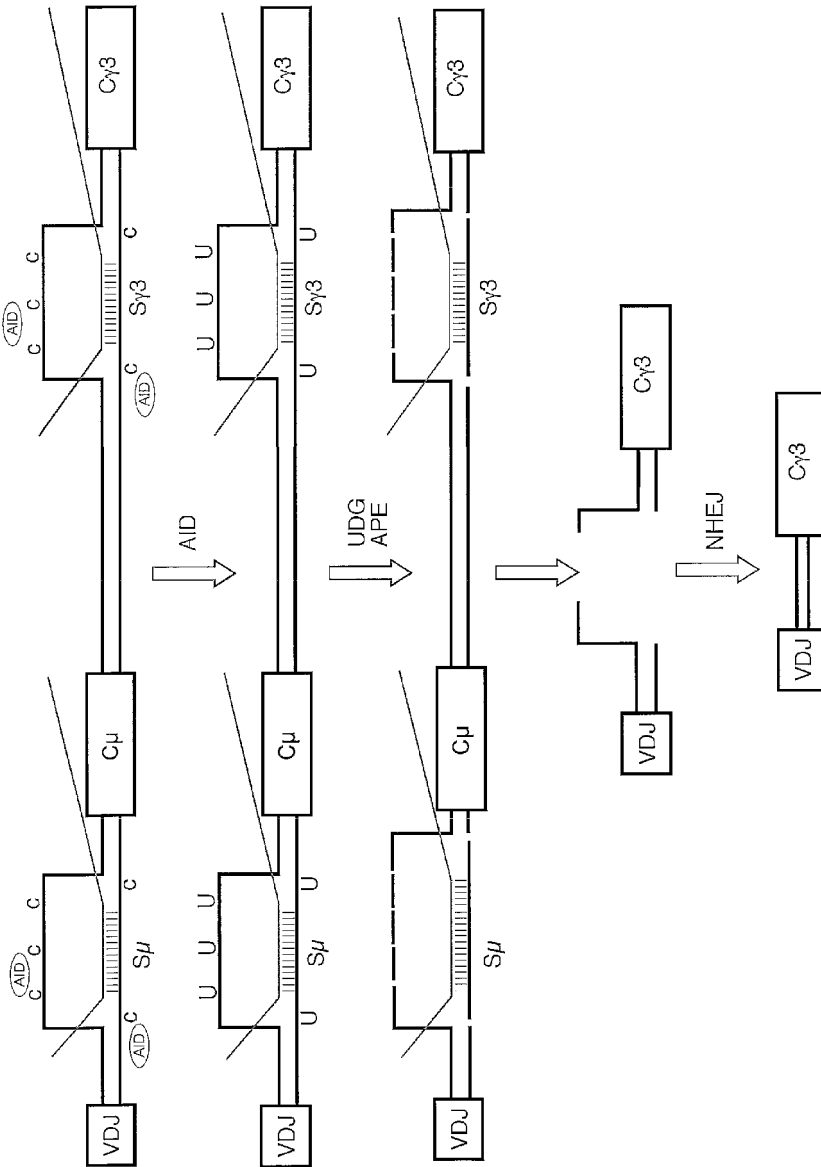 AID AID
C C C C C C
VDJ Cμ Cγ3
C C C C
AID Sμ AID Sγ3
AID
U U U U U U
VDJ Cμ Cγ3
U U U U
Sμ Sγ3
UDG
APE
VDJ Cμ Cγ3
Sμ Sγ3
VDJ Cγ3
NHEJ
VDJ Cγ3